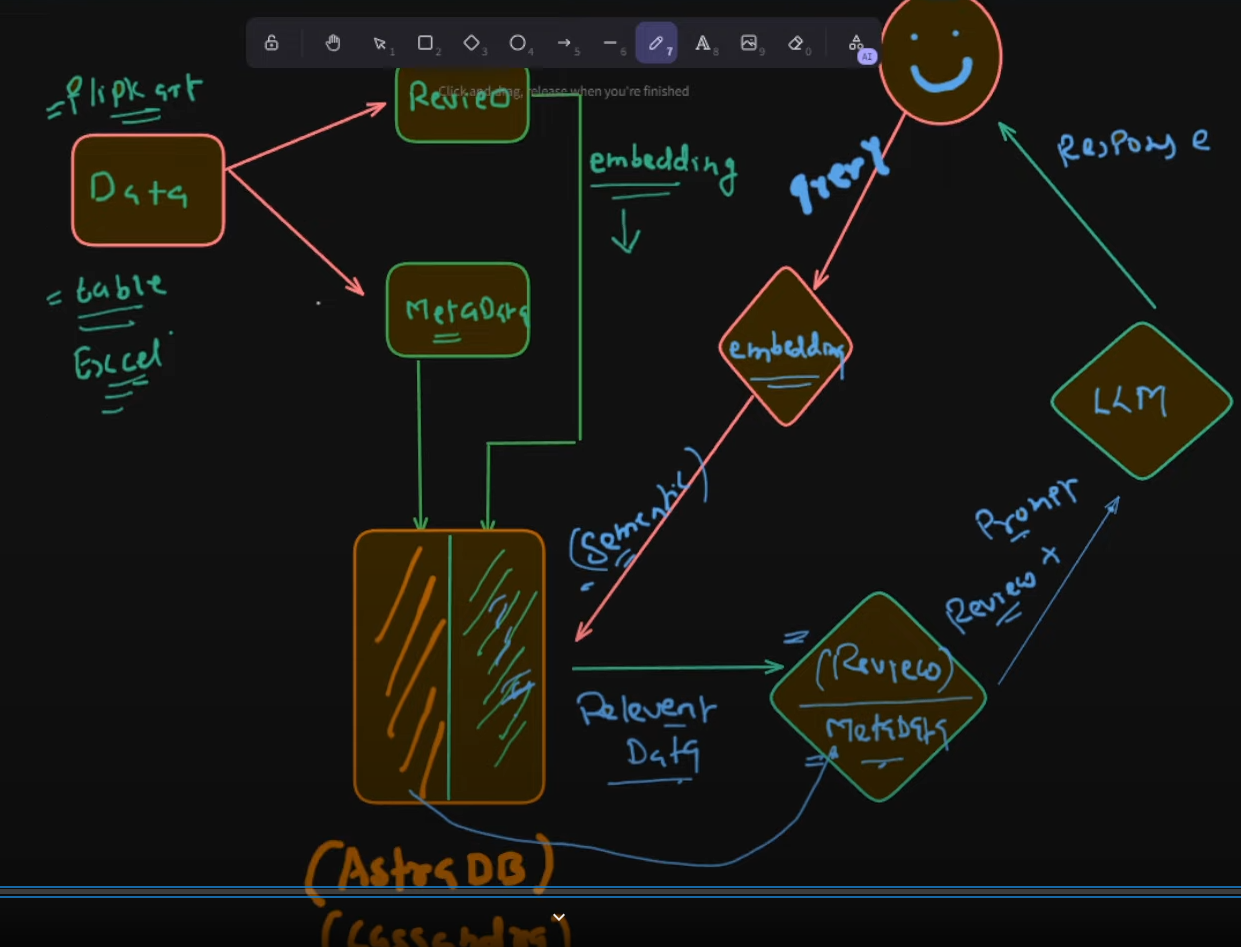 1
2
3
4
5
6
7
A 8
9
0
AI
Click and drag, release when you're finished
flipkart
Data
table
Excel
Review
MetaData
embedding
query
Response
embedding
(Sementic)
LLM
Prompt
Review
Relevent
Data
(Review)
MetaData
(AstraDB)
(Cassandra)